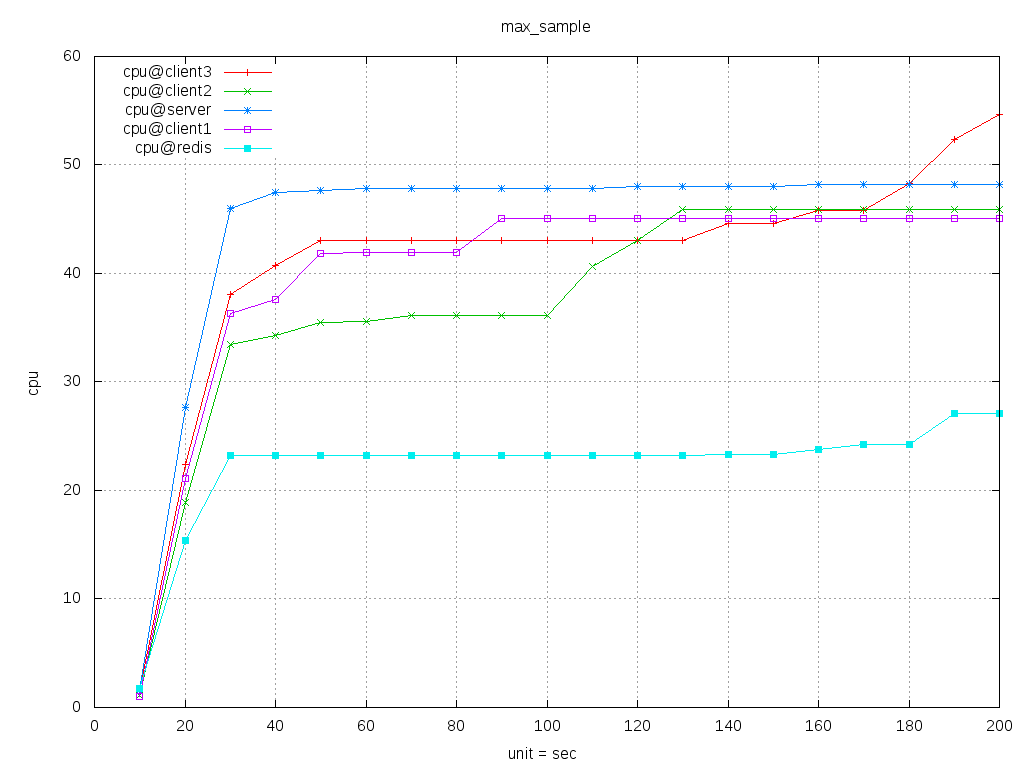 max_sample
60
50
40
30
20
10
0
cpu
cpu@client3
cpu@client2
cpu@server
cpu@client1
cpu@redis
0 20 40 60 80 100 120 140 160 180 200
unit = sec